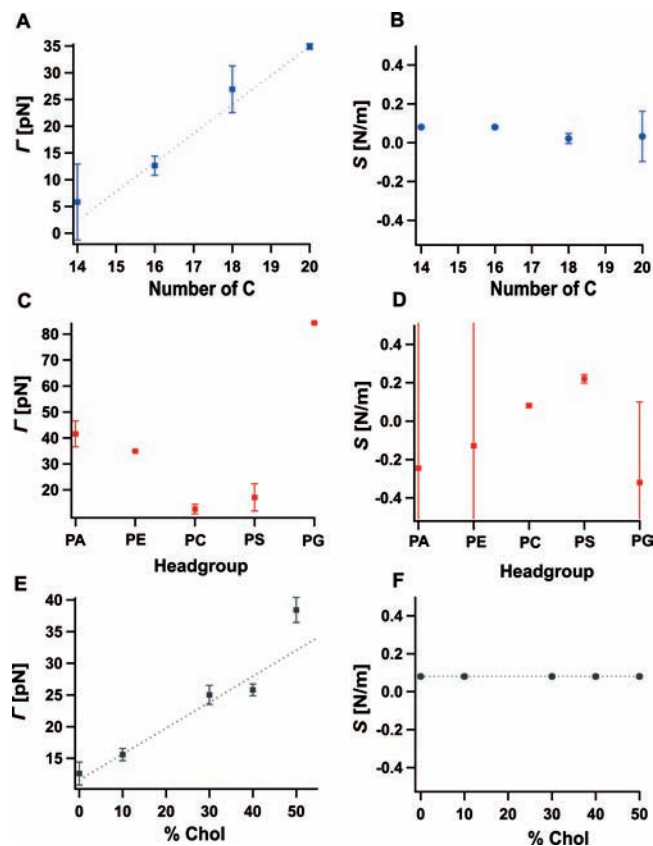 A
Γ [pN]
35
30
25
20
15
10
5
0
14 15 16 17 18 19 20
Number of C
B
S [N/m]
0.4
0.2
0.0
-0.2
-0.4
14 15 16 17 18 19 20
Number of C
C
Γ [pN]
80
70
60
50
40
30
20
PA PE PC PS PG
Headgroup
D
S [N/m]
0.4
0.2
0.0
-0.2
-0.4
PA PE PC PS PG
Headgroup
E
Γ [pN]
40
35
30
25
20
15
0 10 20 30 40 50
% Chol
F
S [N/m]
0.4
0.2
0.0
-0.2
-0.4
0 10 20 30 40 50
% Chol